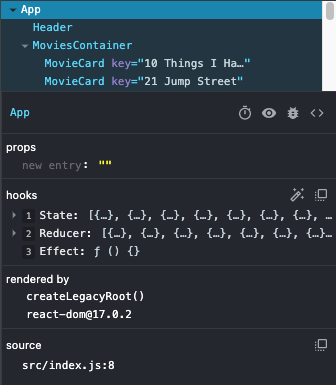 App
Header
MoviesContainer
MovieCard key="10 Things I Ha…"
MovieCard key="21 Jump Street"
App
props
new entry: ""
hooks
1 State: [{…}, {…}, {…}, {…}, {…}, {…}, {…}, …
2 Reducer: [{…}, {…}, {…}, {…}, {…}, {…}, {…}…
3 Effect: ƒ () {}
rendered by
createLegacyRoot()
react-dom@17.0.2
source
src/index.js:8